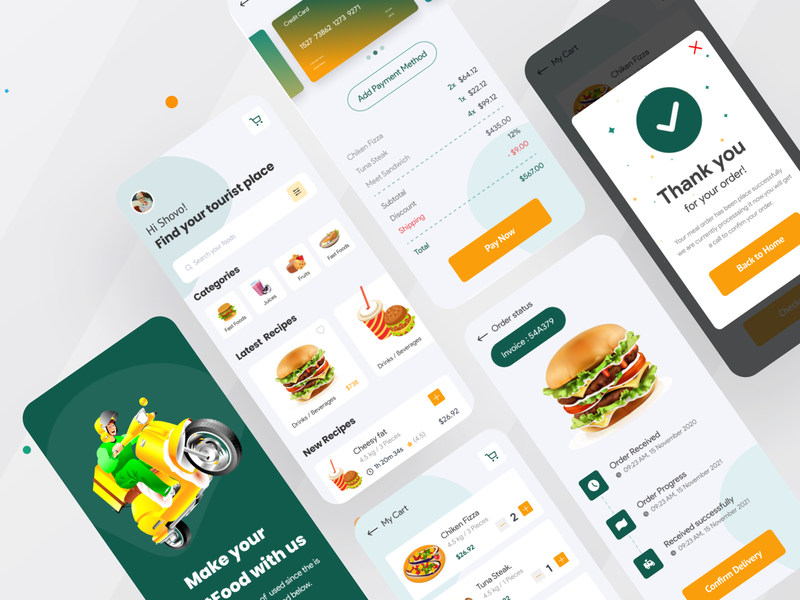 Hi Shovo!
Find your tourist place
Search your foods
Categories
Fast Foods
Juices
Fruits
Fast Foods
Latest Recipes
$738
Drinks / Beverages
Drinks / Beverages
New Recipes
Cheesy fat
4.5 kg / 3 Pieces
1h 20m 34s (4.5)
$26.92
Make your
Food with us
of used since the is
below.
Credit Card
1527 73862 1273 9271
Add Payment Method
Chiken Fizza 2x $64.12
Tuna Steak 1x $22.12
Meet Sandwich 4x $99.12
Subtotal $435.00
Discount 12%
Shipping - $9.00
Total $567.00
Pay Now
My Cart
Chiken Fizza
4.5 kg / 3 Pieces
$26.92
2
Tuna Steak.
4.5 kg / 1 Pieces
1
Order status
Invoice : 54A379
Order Received
09:23 AM, 15 November 2020
Order Progress
09:23 AM, 15 November 2021
Received successfully
09:23 AM, 15 November 2021
Confirm Delivery
My Cart
Chiken Fizza
Thank you
for your order!
Your meal order has been place successfully
we are currently processing it now you will get
a call to confirm your order.
Back to Home